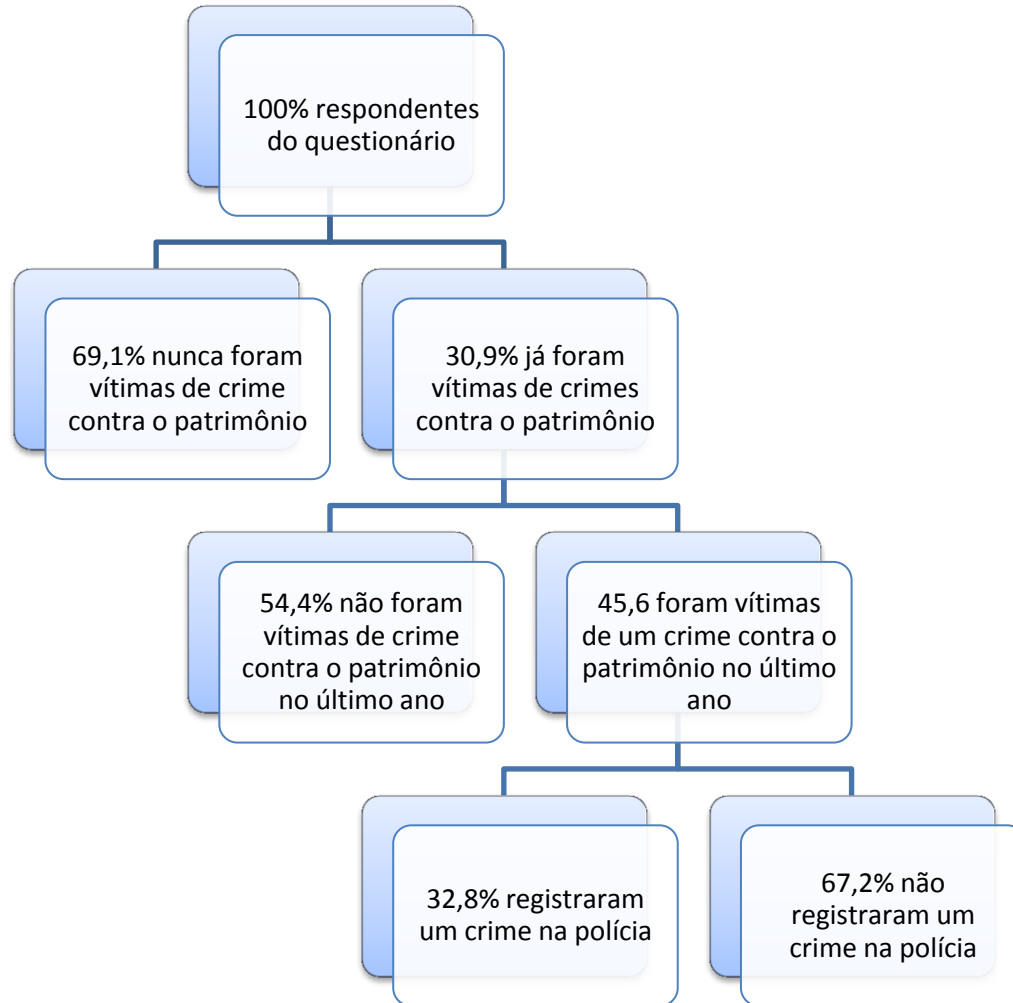 100% respondentes
do questionário
69,1% nunca foram
vítimas de crime
contra o patrimônio
30,9% já foram
vítimas de crimes
contra o patrimônio
54,4% não foram
vítimas de crime
contra o patrimônio
no último ano
45,6 foram vítimas
de um crime contra o
patrimônio no último
ano
32,8% registraram
um crime na polícia
67,2% não
registraram um
crime na polícia